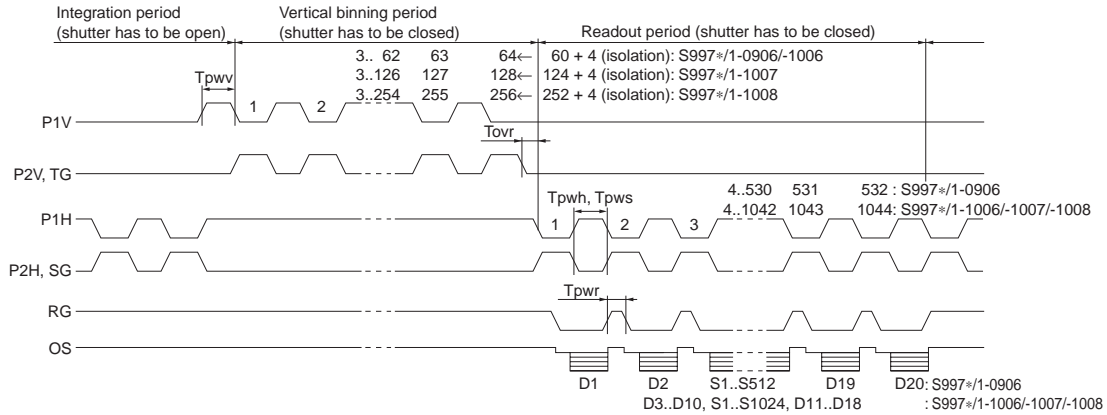 Integration period
(shutter has to be open)
Vertical binning period
(shutter has to be closed)
Readout period (shutter has to be closed)
3.. 62 63 64← 60 + 4 (isolation): S997*/1-0906/-1006
3..126 127 128← 124 + 4 (isolation): S997*/1-1007
3..254 255 256← 252 + 4 (isolation): S997*/1-1008
Tpwv
1 2
P1V
Tovr
P2V, TG
Tpwh, Tpws
4..530 531 532 : S997*/1-0906
4..1042 1043 1044: S997*/1-1006/-1007/-1008
P1H
1 2 3
P2H, SG
Tpwr
RG
OS
D1 D2 S1..S512 D19 D20: S997*/1-0906
D3..D10, S1..S1024, D11..D18 : S997*/1-1006/-1007/-1008